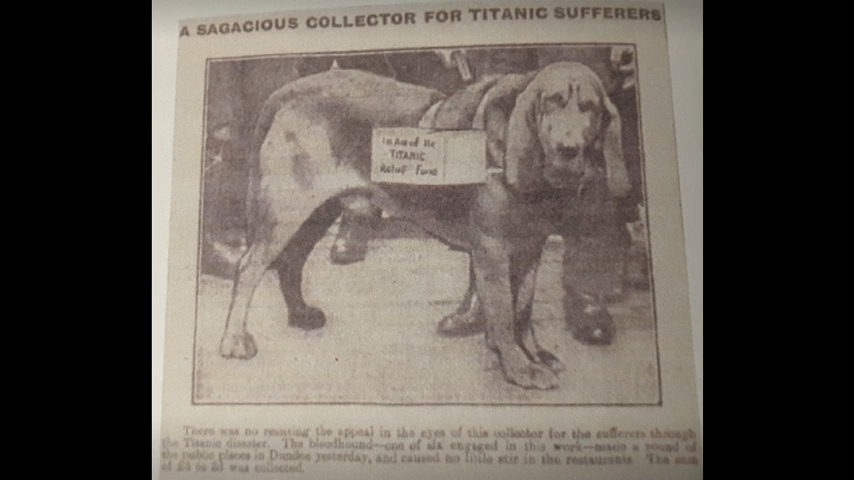 A SAGACIOUS COLLECTOR FOR TITANIC SUFFERERS
In Aid of the
TITANIC
Relief Fund
There was no resisting the appeal in the eyes of this collector for the sufferers through
the Titanic disaster. The bloodhound—one of six engaged in this work—made a round of
the public places in Dundee yesterday, and caused no little stir in the restaurants. The sum
of was collected.